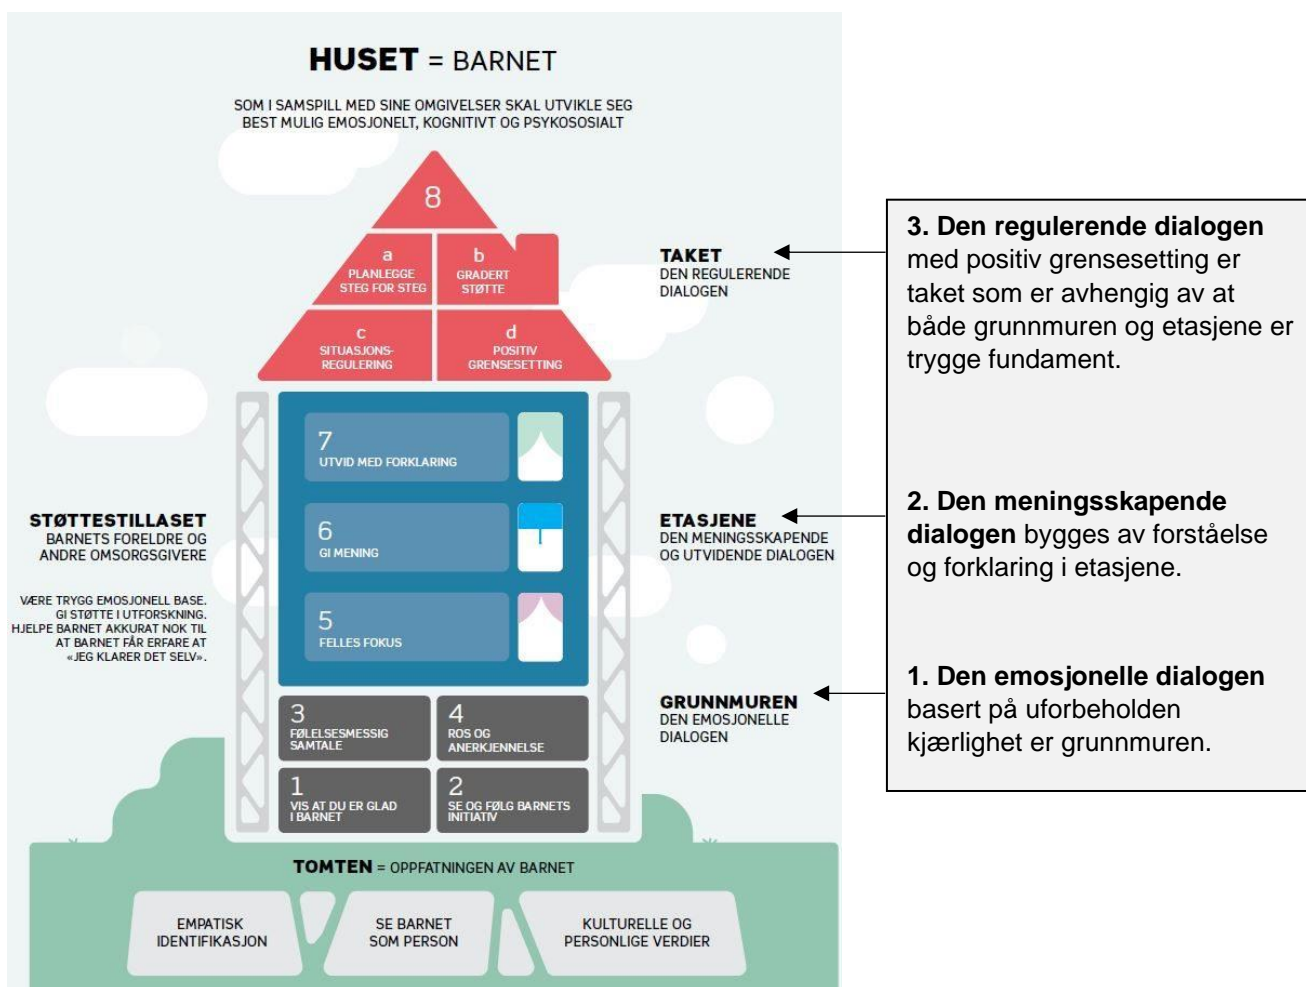 HUSET = BARNET
SOM I SAMSPILL MED SINE OMGIVELSER SKAL UTVIKLE SEG
BEST MULIG EMOSJONELT, KOGNITIVT OG PSYKOSOSIALT
8
a
PLANLEGGE
STEG FOR STEG
b
GRADERT
STØTTE
c
SITUASJONS-
REGULERING
d
POSITIV
GRENSESETTING
TAKET
DEN REGULERENDE
DIALOGEN
7
UTVID MED FORKLARING
6
GI MENING
5
FELLES FOKUS
STØTTESTILLASET
BARNETS FORELDRE OG
ANDRE OMSORGSGIVERE
VÆRE TRYGG EMOSJONELL BASE.
GI STØTTE I UTFORSKNING.
HJELPE BARNET AKKURAT NOK TIL
AT BARNET FÅR ERFARE AT
«JEG KLARER DET SELV».
ETASJENE
DEN MENINGSSKAPENDE
OG UTVIDENDE DIALOGEN
3
FØLELSESMESSIG
SAMTALE
4
ROS OG
ANERKJENNELSE
1
VIS AT DU ER GLAD
I BARNET
2
SE OG FØLG BARNETS
INITIATIV
GRUNNMUREN
DEN EMOSJONELLE
DIALOGEN
TOMTEN = OPPFATNINGEN AV BARNET
EMPATISK
IDENTIFIKASJON
SE BARNET
SOM PERSON
KULTURELLE OG
PERSONLIGE VERDIER
3. Den regulerende dialogen
med positiv grensesetting er
taket som er avhengig av at
både grunnmuren og etasjene er
trygge fundament.
2. Den meningsskapende
dialogen bygges av forståelse
og forklaring i etasjene.
1. Den emosjonelle dialogen
basert på uforbeholden
kjærlighet er grunnmuren.